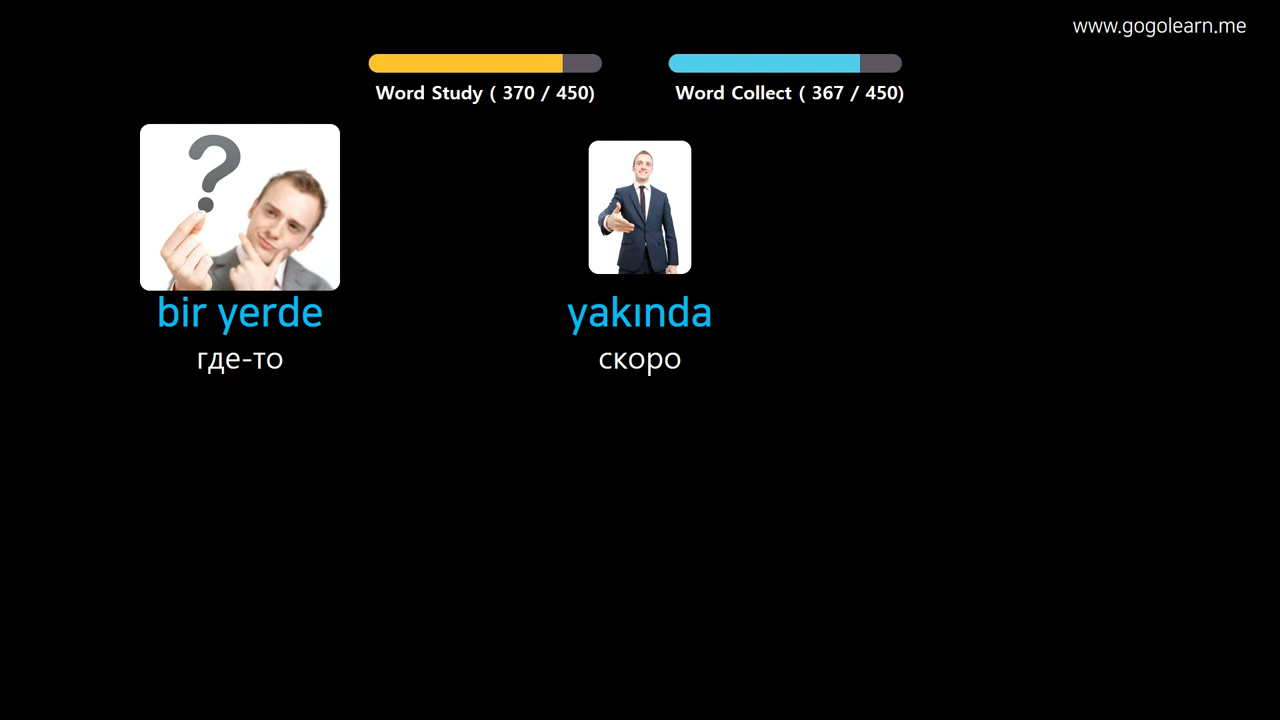 www.gogolearn.me
Word Study ( 370 / 450)
Word Collect ( 367 / 450)
?
bir yerde
где-то
yakında
скоро